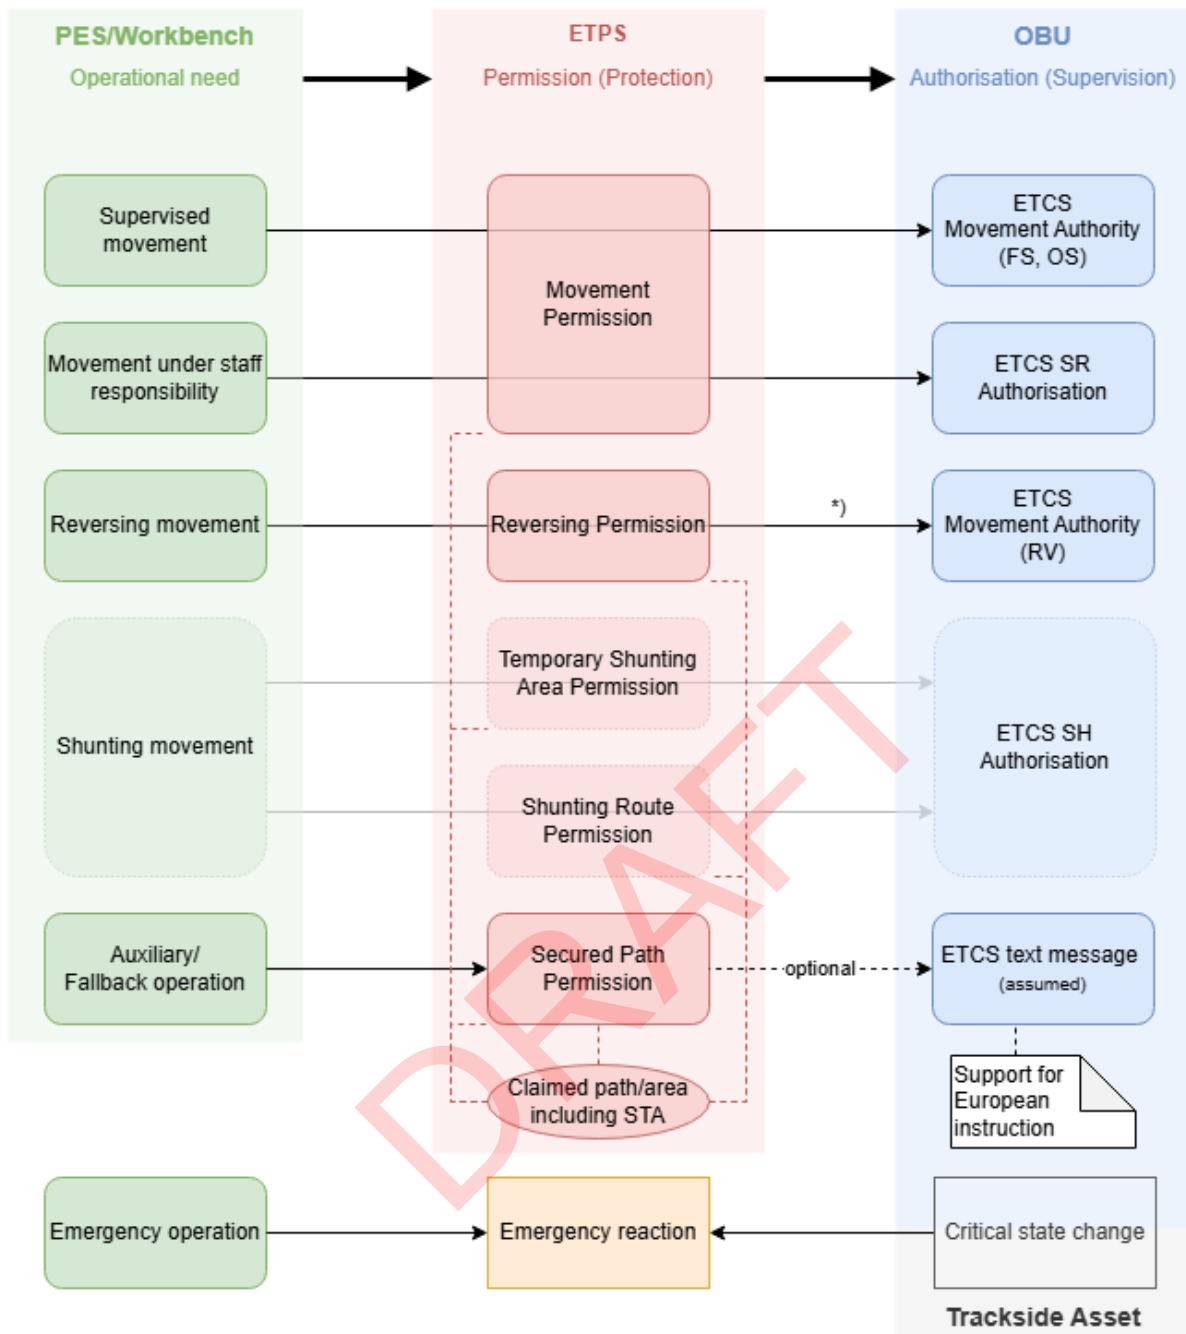 PES/Workbench
Operational need
ETPS
Permission (Protection)
OBU
Authorisation (Supervision)
Supervised
movement
Movement
Permission
ETCS
Movement Authority
(FS, OS)
Movement under staff
responsibility
ETCS SR
Authorisation
Reversing movement
Reversing Permission
*)
ETCS
Movement Authority
(RV)
Shunting movement
Temporary Shunting
Area Permission
Shunting Route
Permission
ETCS SH
Authorisation
Auxiliary/
Fallback operation
Secured Path
Permission
optional
ETCS text message
(assumed)
Claimed path/area
including STA
Support for
European
instruction
Emergency operation
Emergency reaction
Critical state change
Trackside Asset
DRAFT